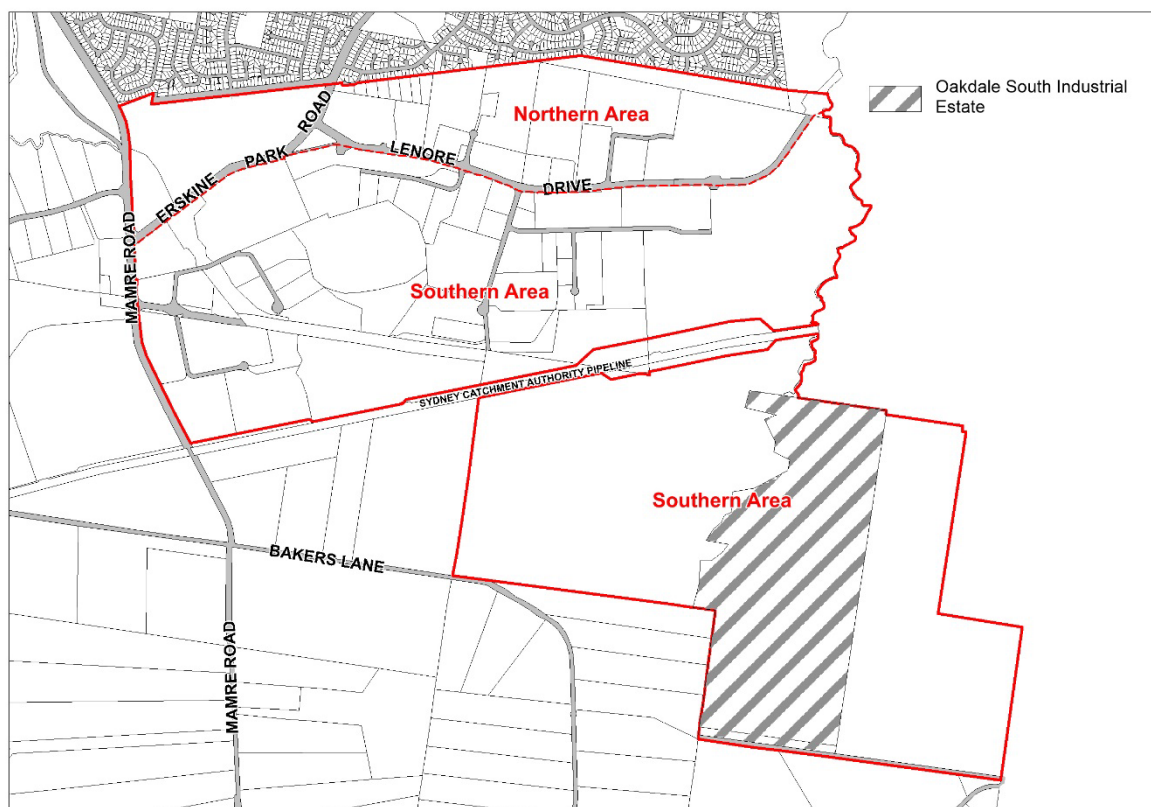 Oakdale South Industrial
Estate
Northern Area
ERSKINE PARK ROAD
LENORE DRIVE
MAMRE ROAD
Southern Area
SYDNEY CATCHMENT AUTHORITY PIPELINE
Southern Area
BAKERS LANE
MAMRE ROAD